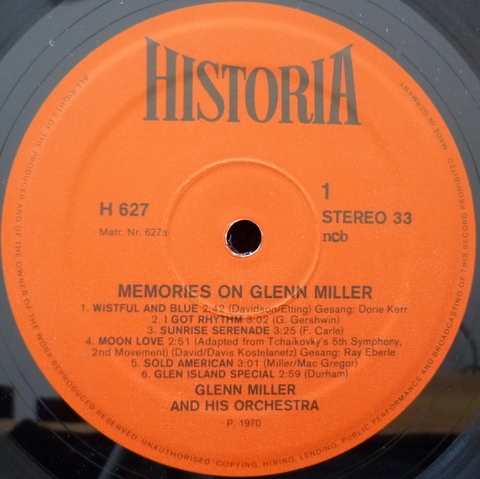 HISTORIA
H 627
Matr. Nr. 627a
1
STEREO 33
ncb
MEMORIES ON GLENN MILLER
1. WISTFUL AND BLUE 2:42 (Davidson/Etting) Gesang: Dorie Kerr
2. I GOT RHYTHM 3:02 (G. Gershwin)
3. SUNRISE SERENADE 3:25 (F. Carle)
4. MOON LOVE 2:51 (Adapted from Tchaikovky's 5th Symphony,
2nd Movement) (David/Davis Kostelanetz) Gesang: Ray Eberle
5. SOLD AMERICAN 3:01 (Miller/Mac Gregor)
6. GLEN ISLAND SPECIAL 2:59 (Durham)
GLENN MILLER
AND HIS ORCHESTRA
P. 1970
ALL RIGHTS OF THE PRODUCER AND OF THE OWNER OF THE WORK REPRODUCED RESERVED. UNAUTHORISED COPYING, HIRING, LENDING, PUBLIC PERFORMANCE AND BROADCASTING OF THIS RECORD PROHIBITED. MADE IN GERMANY